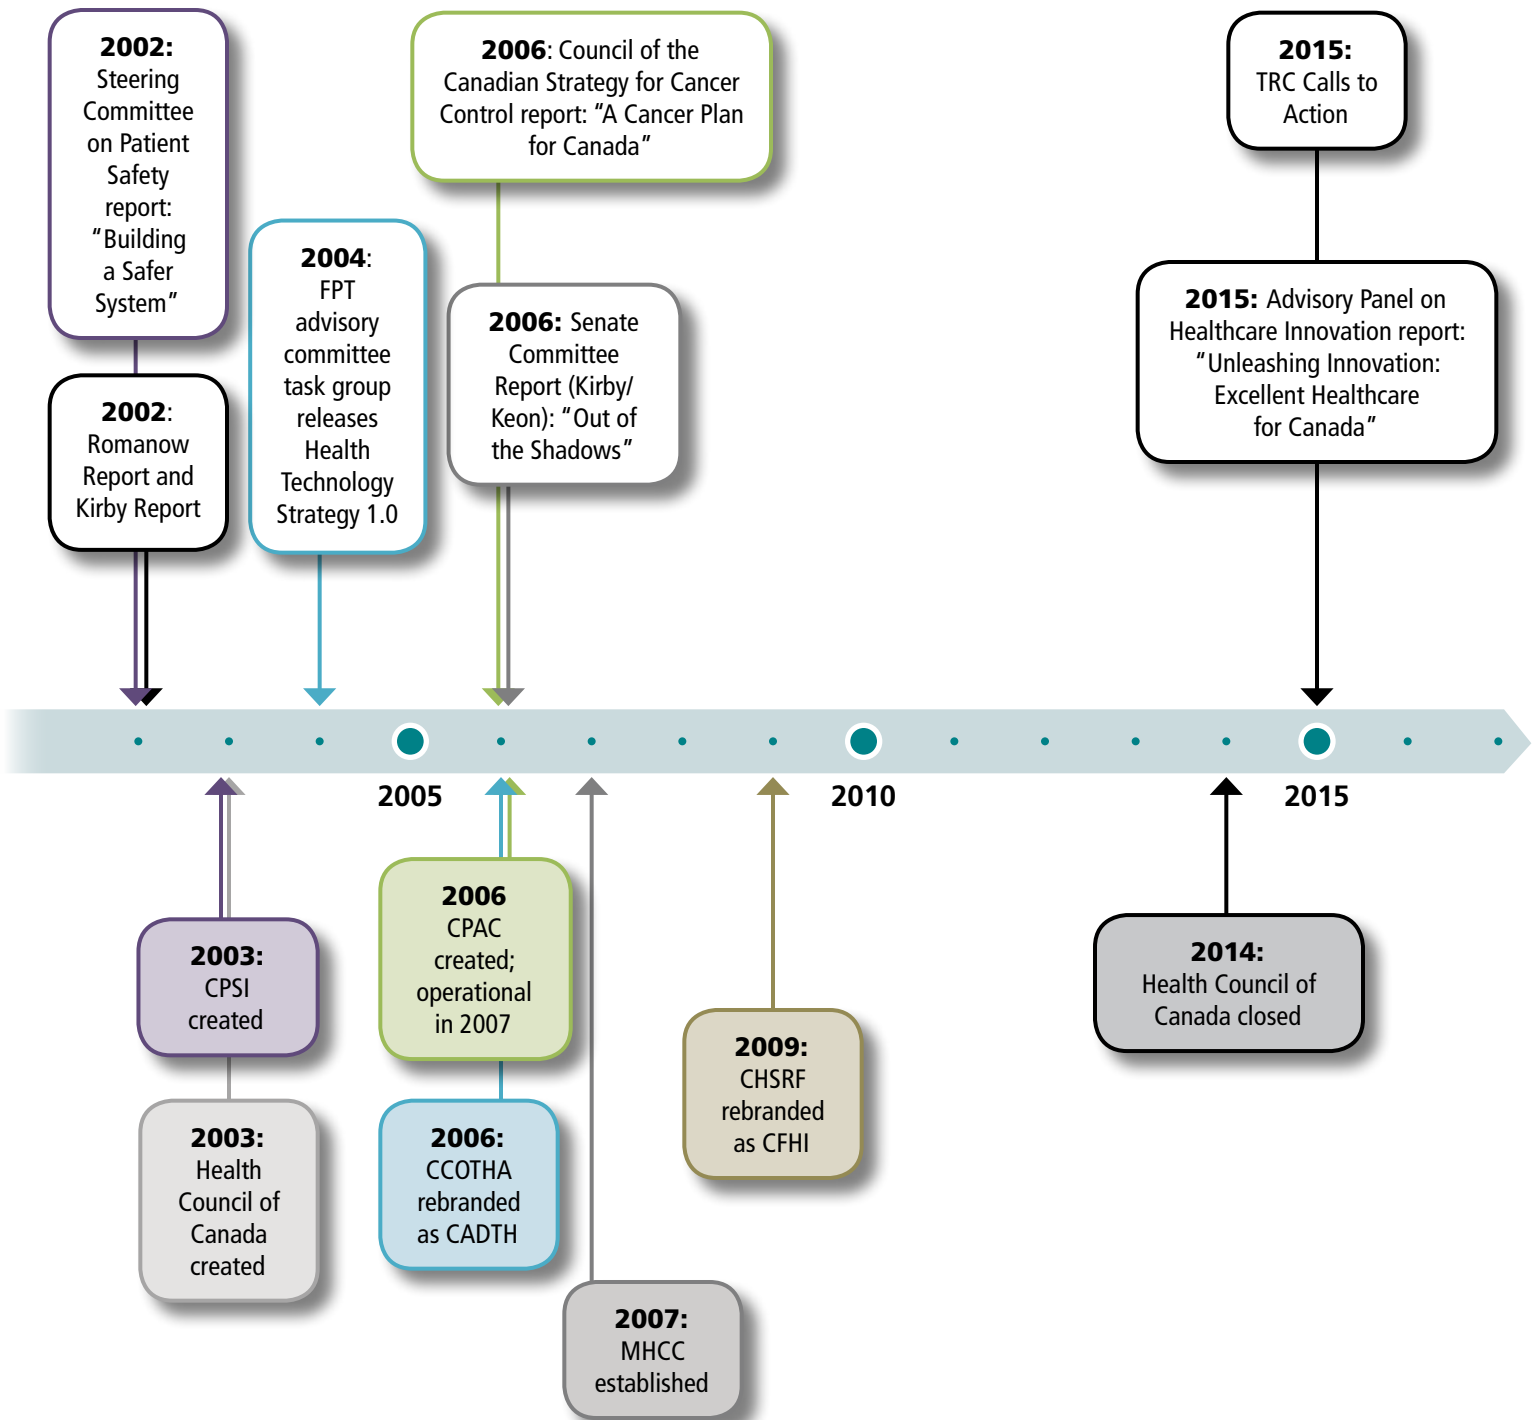 2002:
Steering
Committee
on Patient
Safety
report:
“Building
a Safer
System”
2002:
Romanow
Report and
Kirby Report
2004:
FPT
advisory
committee
task group
releases
Health
Technology
Strategy 1.0
2006: Council of the
Canadian Strategy for Cancer
Control report: “A Cancer Plan
for Canada”
2006: Senate
Committee
Report (Kirby/
Keon): “Out of
the Shadows”
2015:
TRC Calls to
Action
2015: Advisory Panel on
Healthcare Innovation report:
“Unleashing Innovation:
Excellent Healthcare
for Canada”
2005
2010
2015
2003:
CPSI
created
2003:
Health
Council of
Canada
created
2006
CPAC
created;
operational
in 2007
2006:
CCOTHA
rebranded
as CADTH
2007:
MHCC
established
2009:
CHSRF
rebranded
as CFHI
2014:
Health Council of
Canada closed